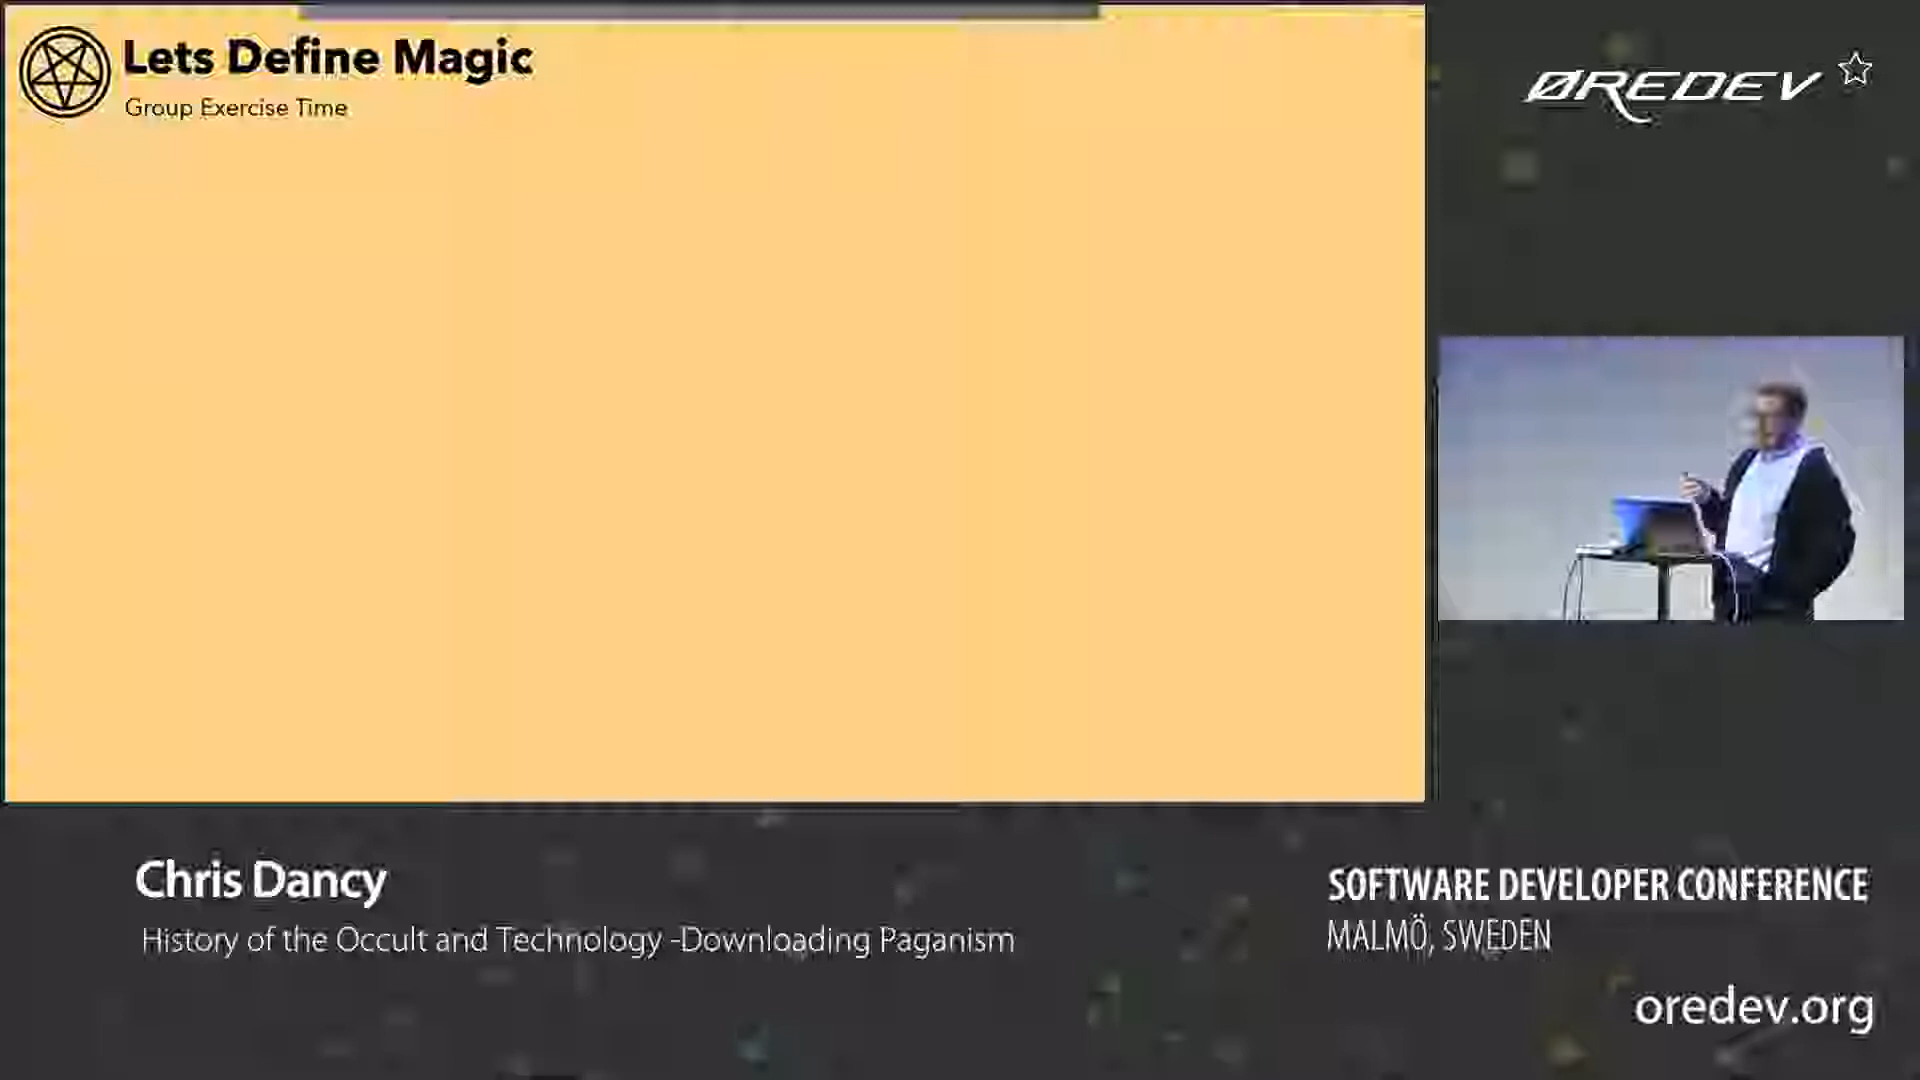 Lets Define Magic
Group Exercise Time
ØREDEV
Chris Dancy
History of the Occult and Technology -Downloading Paganism
SOFTWARE DEVELOPER CONFERENCE
MALMÖ, SWEDEN
oredev.org